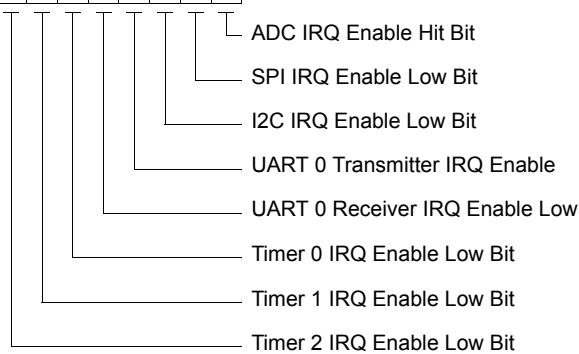 ADC IRQ Enable Hit Bit
SPI IRQ Enable Low Bit
I2C IRQ Enable Low Bit
UART 0 Transmitter IRQ Enable
UART 0 Receiver IRQ Enable Low
Timer 0 IRQ Enable Low Bit
Timer 1 IRQ Enable Low Bit
Timer 2 IRQ Enable Low Bit